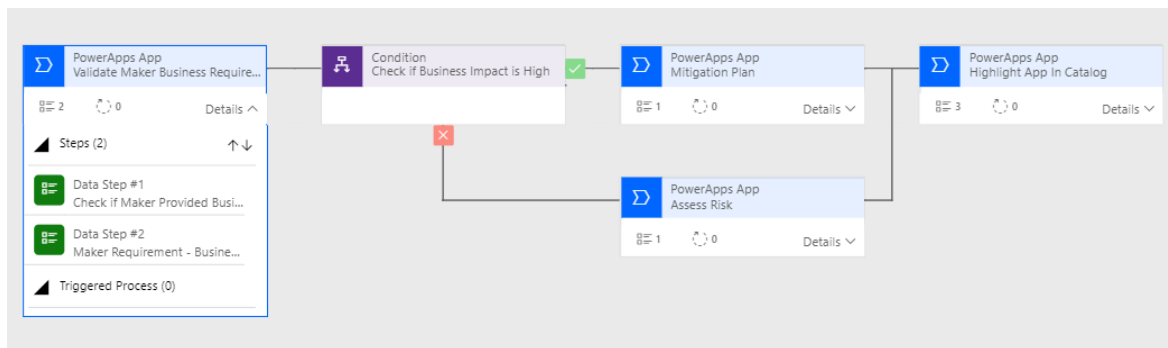 PowerApps App
Validate Maker Business Require...
2 0 Details
Steps (2)
Data Step #1
Check if Maker Provided Busi...
Data Step #2
Maker Requirement - Busine...
Triggered Process (0)
Condition
Check if Business Impact is High
PowerApps App
Mitigation Plan
1 0 Details
PowerApps App
Assess Risk
1 0 Details
PowerApps App
Highlight App In Catalog
3 0 Details